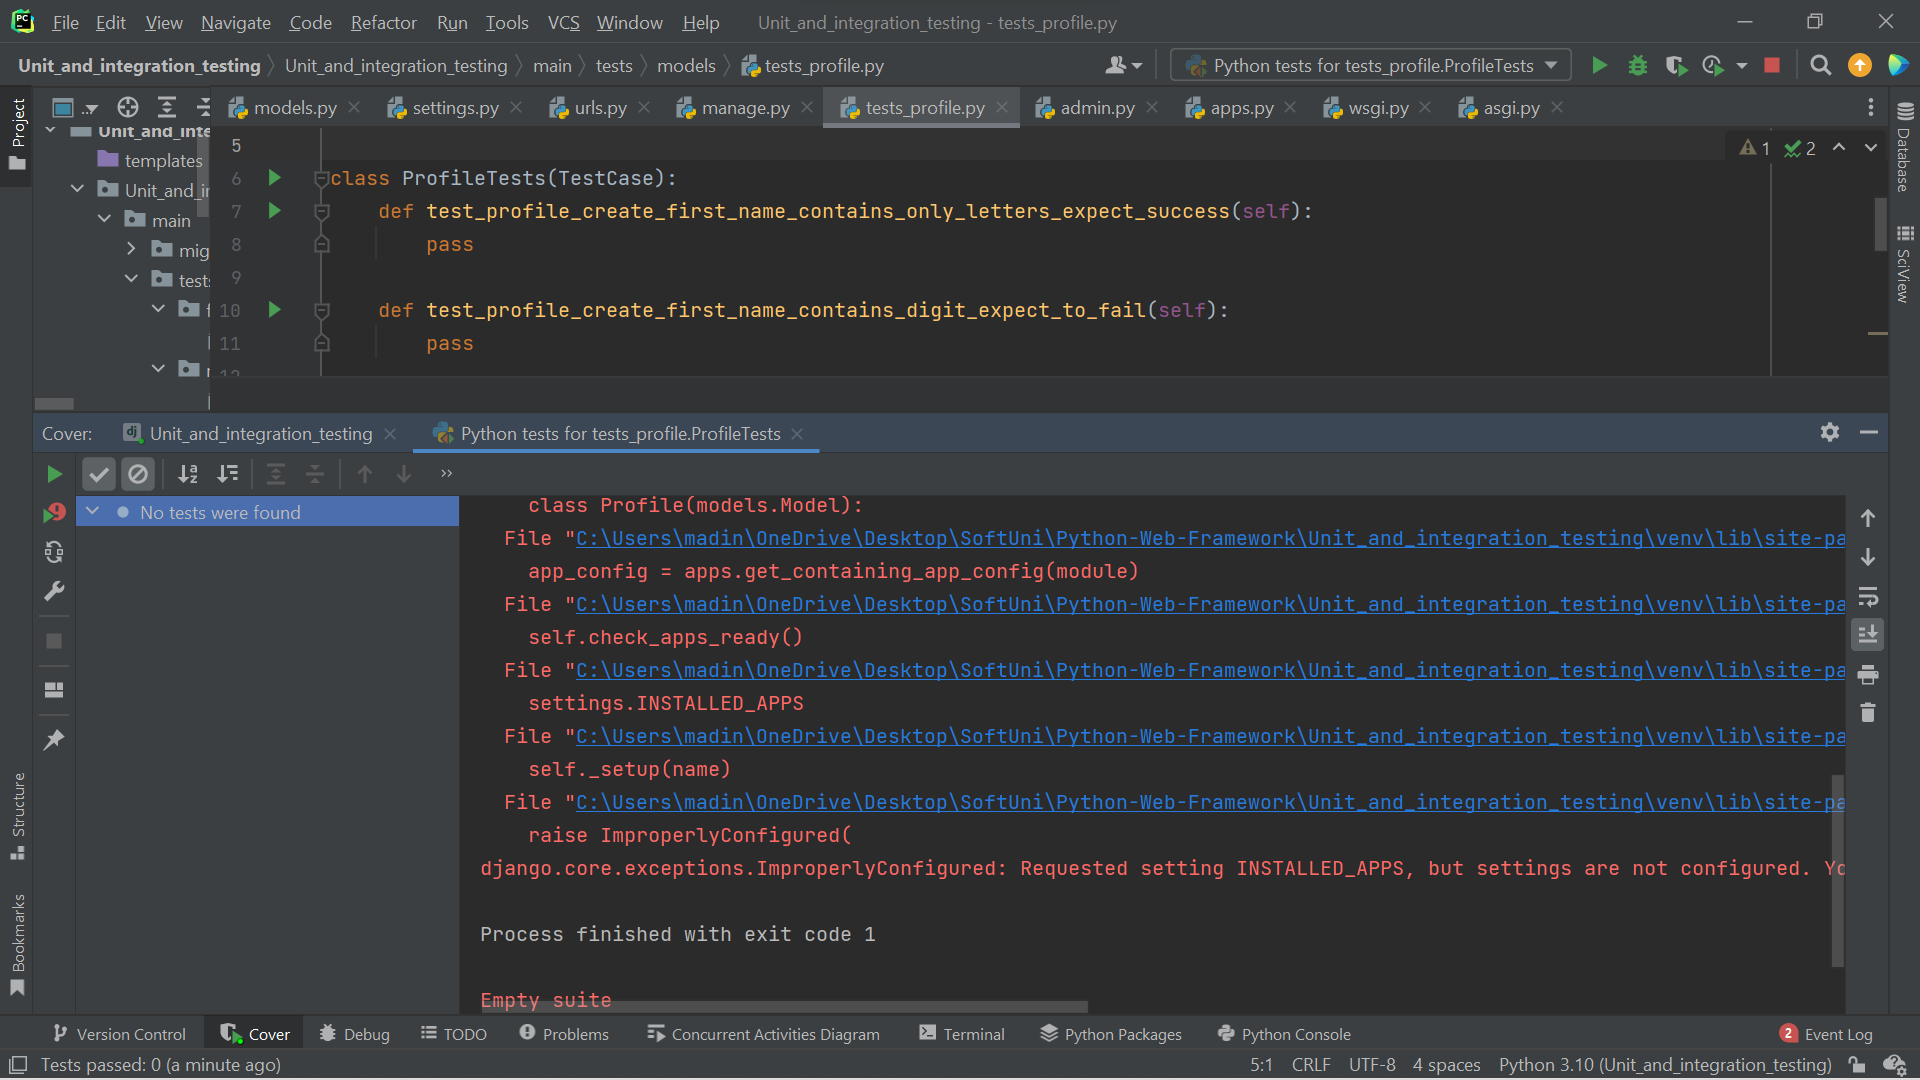 File Edit View Navigate Code Refactor Run Tools VCS Window Help Unit_and_integration_testing - tests_profile.py
Unit_and_integration_testing Unit_and_integration_testing main tests models tests_profile.py Python tests for tests_profile.ProfileTests
models.py settings.py urls.py manage.py tests_profile.py admin.py apps.py wsgi.py asgi.py
Project
Unit_and_inte
templates
Unit_and_i
main
mig
test
5
6 class ProfileTests(TestCase):
7 def test_profile_create_first_name_contains_only_letters_expect_success(self):
8 pass
9
10 def test_profile_create_first_name_contains_digit_expect_to_fail(self):
11 pass
12
1 2
Database
SciView
Cover: Unit_and_integration_testing Python tests for tests_profile.ProfileTests
No tests were found
class Profile(models.Model):
File "C:\Users\madin\OneDrive\Desktop\SoftUni\Python-Web-Framework\Unit_and_integration_testing\venv\lib\site-pa
app_config = apps.get_containing_app_config(module)
File "C:\Users\madin\OneDrive\Desktop\SoftUni\Python-Web-Framework\Unit_and_integration_testing\venv\lib\site-pa
self.check_apps_ready()
File "C:\Users\madin\OneDrive\Desktop\SoftUni\Python-Web-Framework\Unit_and_integration_testing\venv\lib\site-pa
settings.INSTALLED_APPS
File "C:\Users\madin\OneDrive\Desktop\SoftUni\Python-Web-Framework\Unit_and_integration_testing\venv\lib\site-pa
self._setup(name)
File "C:\Users\madin\OneDrive\Desktop\SoftUni\Python-Web-Framework\Unit_and_integration_testing\venv\lib\site-pa
raise ImproperlyConfigured(
django.core.exceptions.ImproperlyConfigured: Requested setting INSTALLED_APPS, but settings are not configured. Yo
Process finished with exit code 1
Empty suite
Structure
Bookmarks
Version Control Cover Debug TODO Problems Concurrent Activities Diagram Terminal Python Packages Python Console 2 Event Log
Tests passed: 0 (a minute ago) 5:1 CRLF UTF-8 4 spaces Python 3.10 (Unit_and_integration_testing)